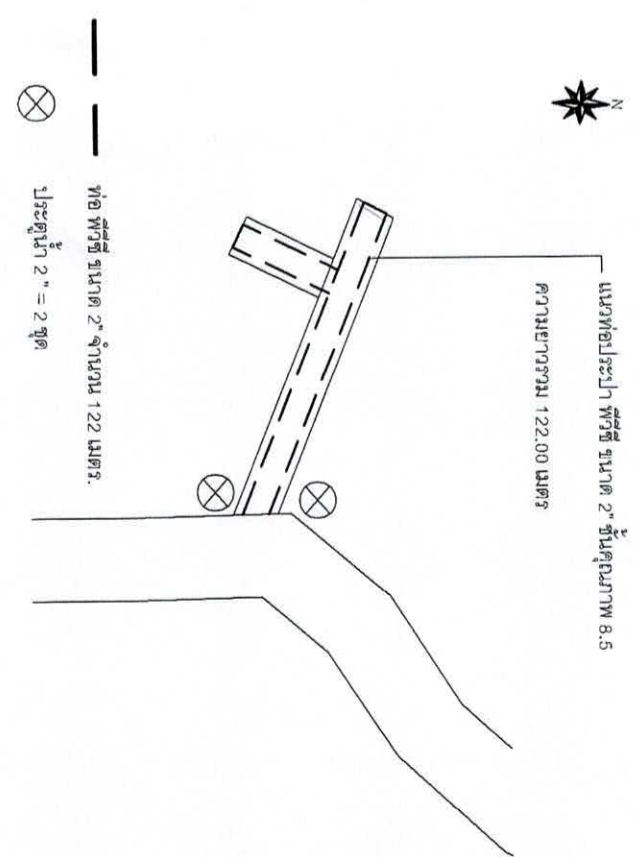 N
แนวท่อประปา พีวีซี ขนาด 2" ชั้นคุณภาพ 8.5
ความยาวรวม 122.00 เมตร
ท่อ พีวีซี ขนาด 2" จำนวน 122 เมตร.
ประตูน้ำ 2" = 2 ชุด